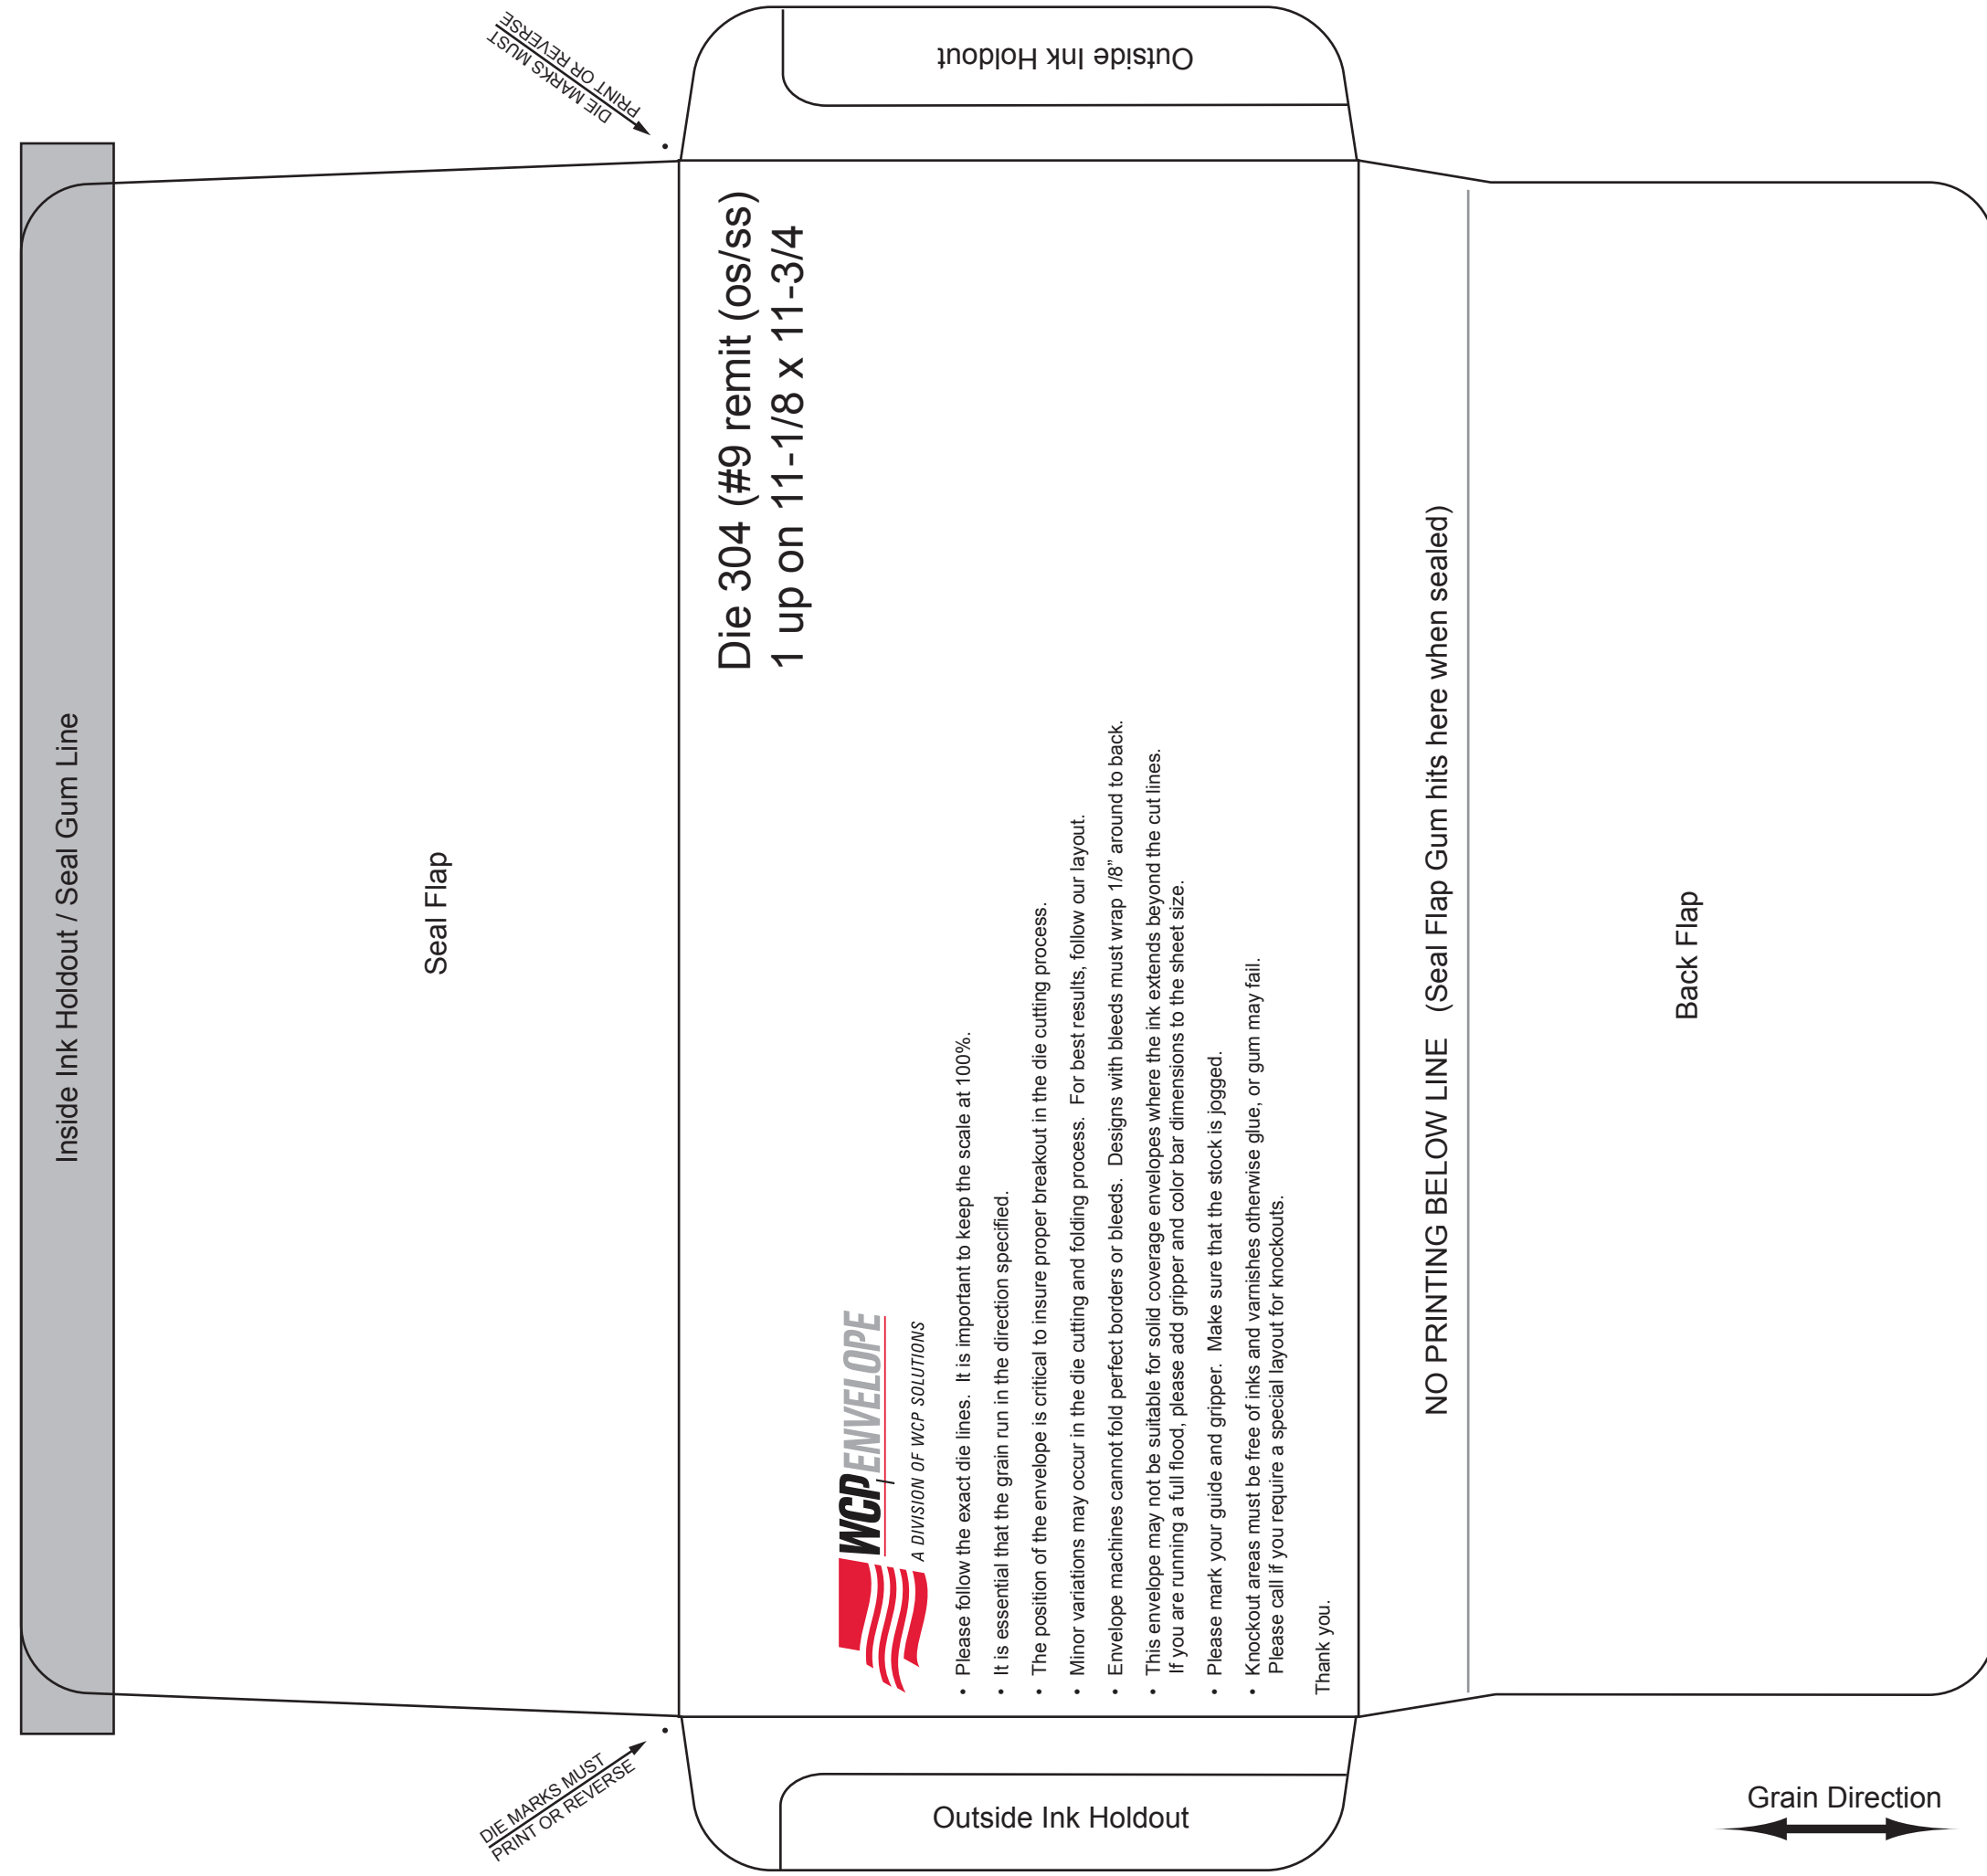 Outside Ink Holdout
DIE MARKS MUST
PRINT OR REVERSE
Inside Ink Holdout / Seal Gum Line
Seal Flap
Die 304 (#9 remit (os/ss)
1 up on 11-1/8 x 11-3/4
WCP ENVELOPE
A DIVISION OF WCP SOLUTIONS
• Please follow the exact die lines.  It is important to keep the scale at 100%.
• It is essential that the grain run in the direction specified.
• The position of the envelope is critical to insure proper breakout in the die cutting process.
• Minor variations may occur in the die cutting and folding process.  For best results, follow our layout.
• Envelope machines cannot fold perfect borders or bleeds.  Designs with bleeds must wrap 1/8” around to back.
• This envelope may not be suitable for solid coverage envelopes where the ink extends beyond the cut lines.
If you are running a full flood, please add gripper and color bar dimensions to the sheet size.
• Please mark your guide and gripper.  Make sure that the stock is jogged.
• Knockout areas must be free of inks and varnishes otherwise glue, or gum may fail.
Please call if you require a special layout for knockouts.
Thank you.
NO PRINTING BELOW LINE   (Seal Flap Gum hits here when sealed)
Back Flap
DIE MARKS MUST
PRINT OR REVERSE
Outside Ink Holdout
Grain Direction